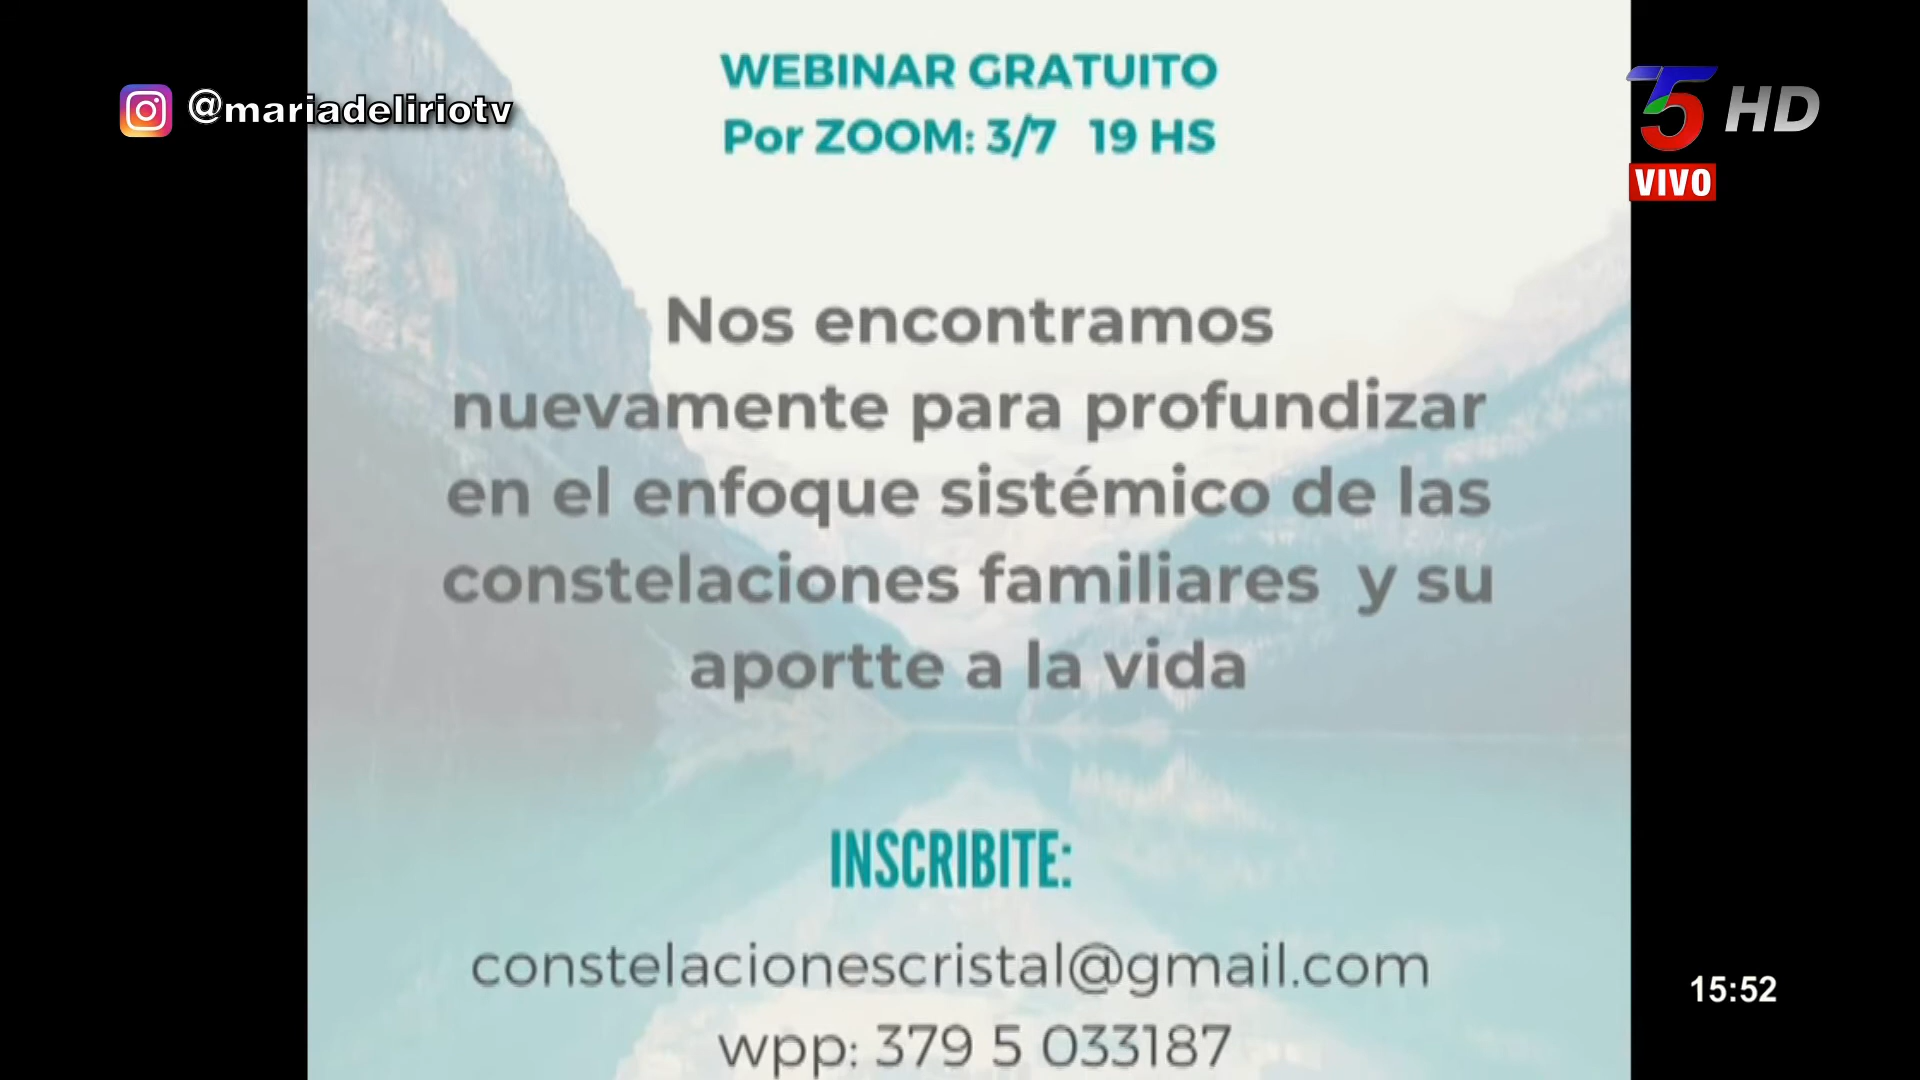 WEBINAR GRATUITO
Por ZOOM: 3/7 19 HS
@mariadeliriotv
T5 HD
VIVO
Nos encontramos
nuevamente para profundizar
en el enfoque sistémico de las
constelaciones familiares y su
aportte a la vida
INSCRIBITE:
constelacionescristal@gmail.com
15:52
wpp: 379 5 033187